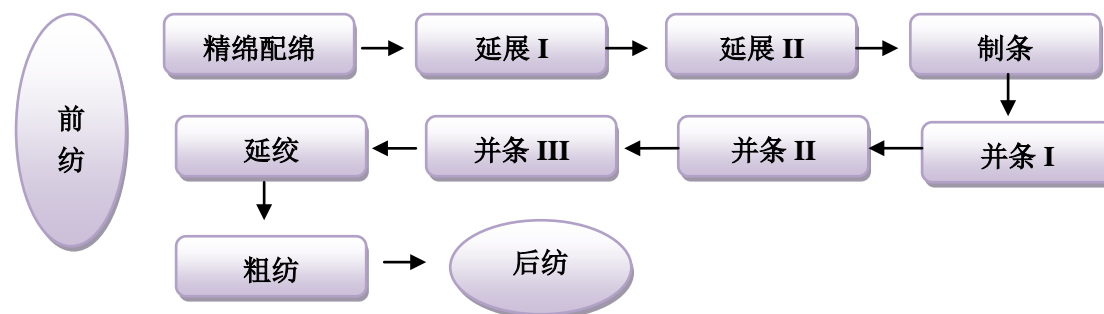 前
纺
精绵配绵
延展 I
延展 II
制条
并条 I
并条 II
并条 III
延绞
粗纺
后纺